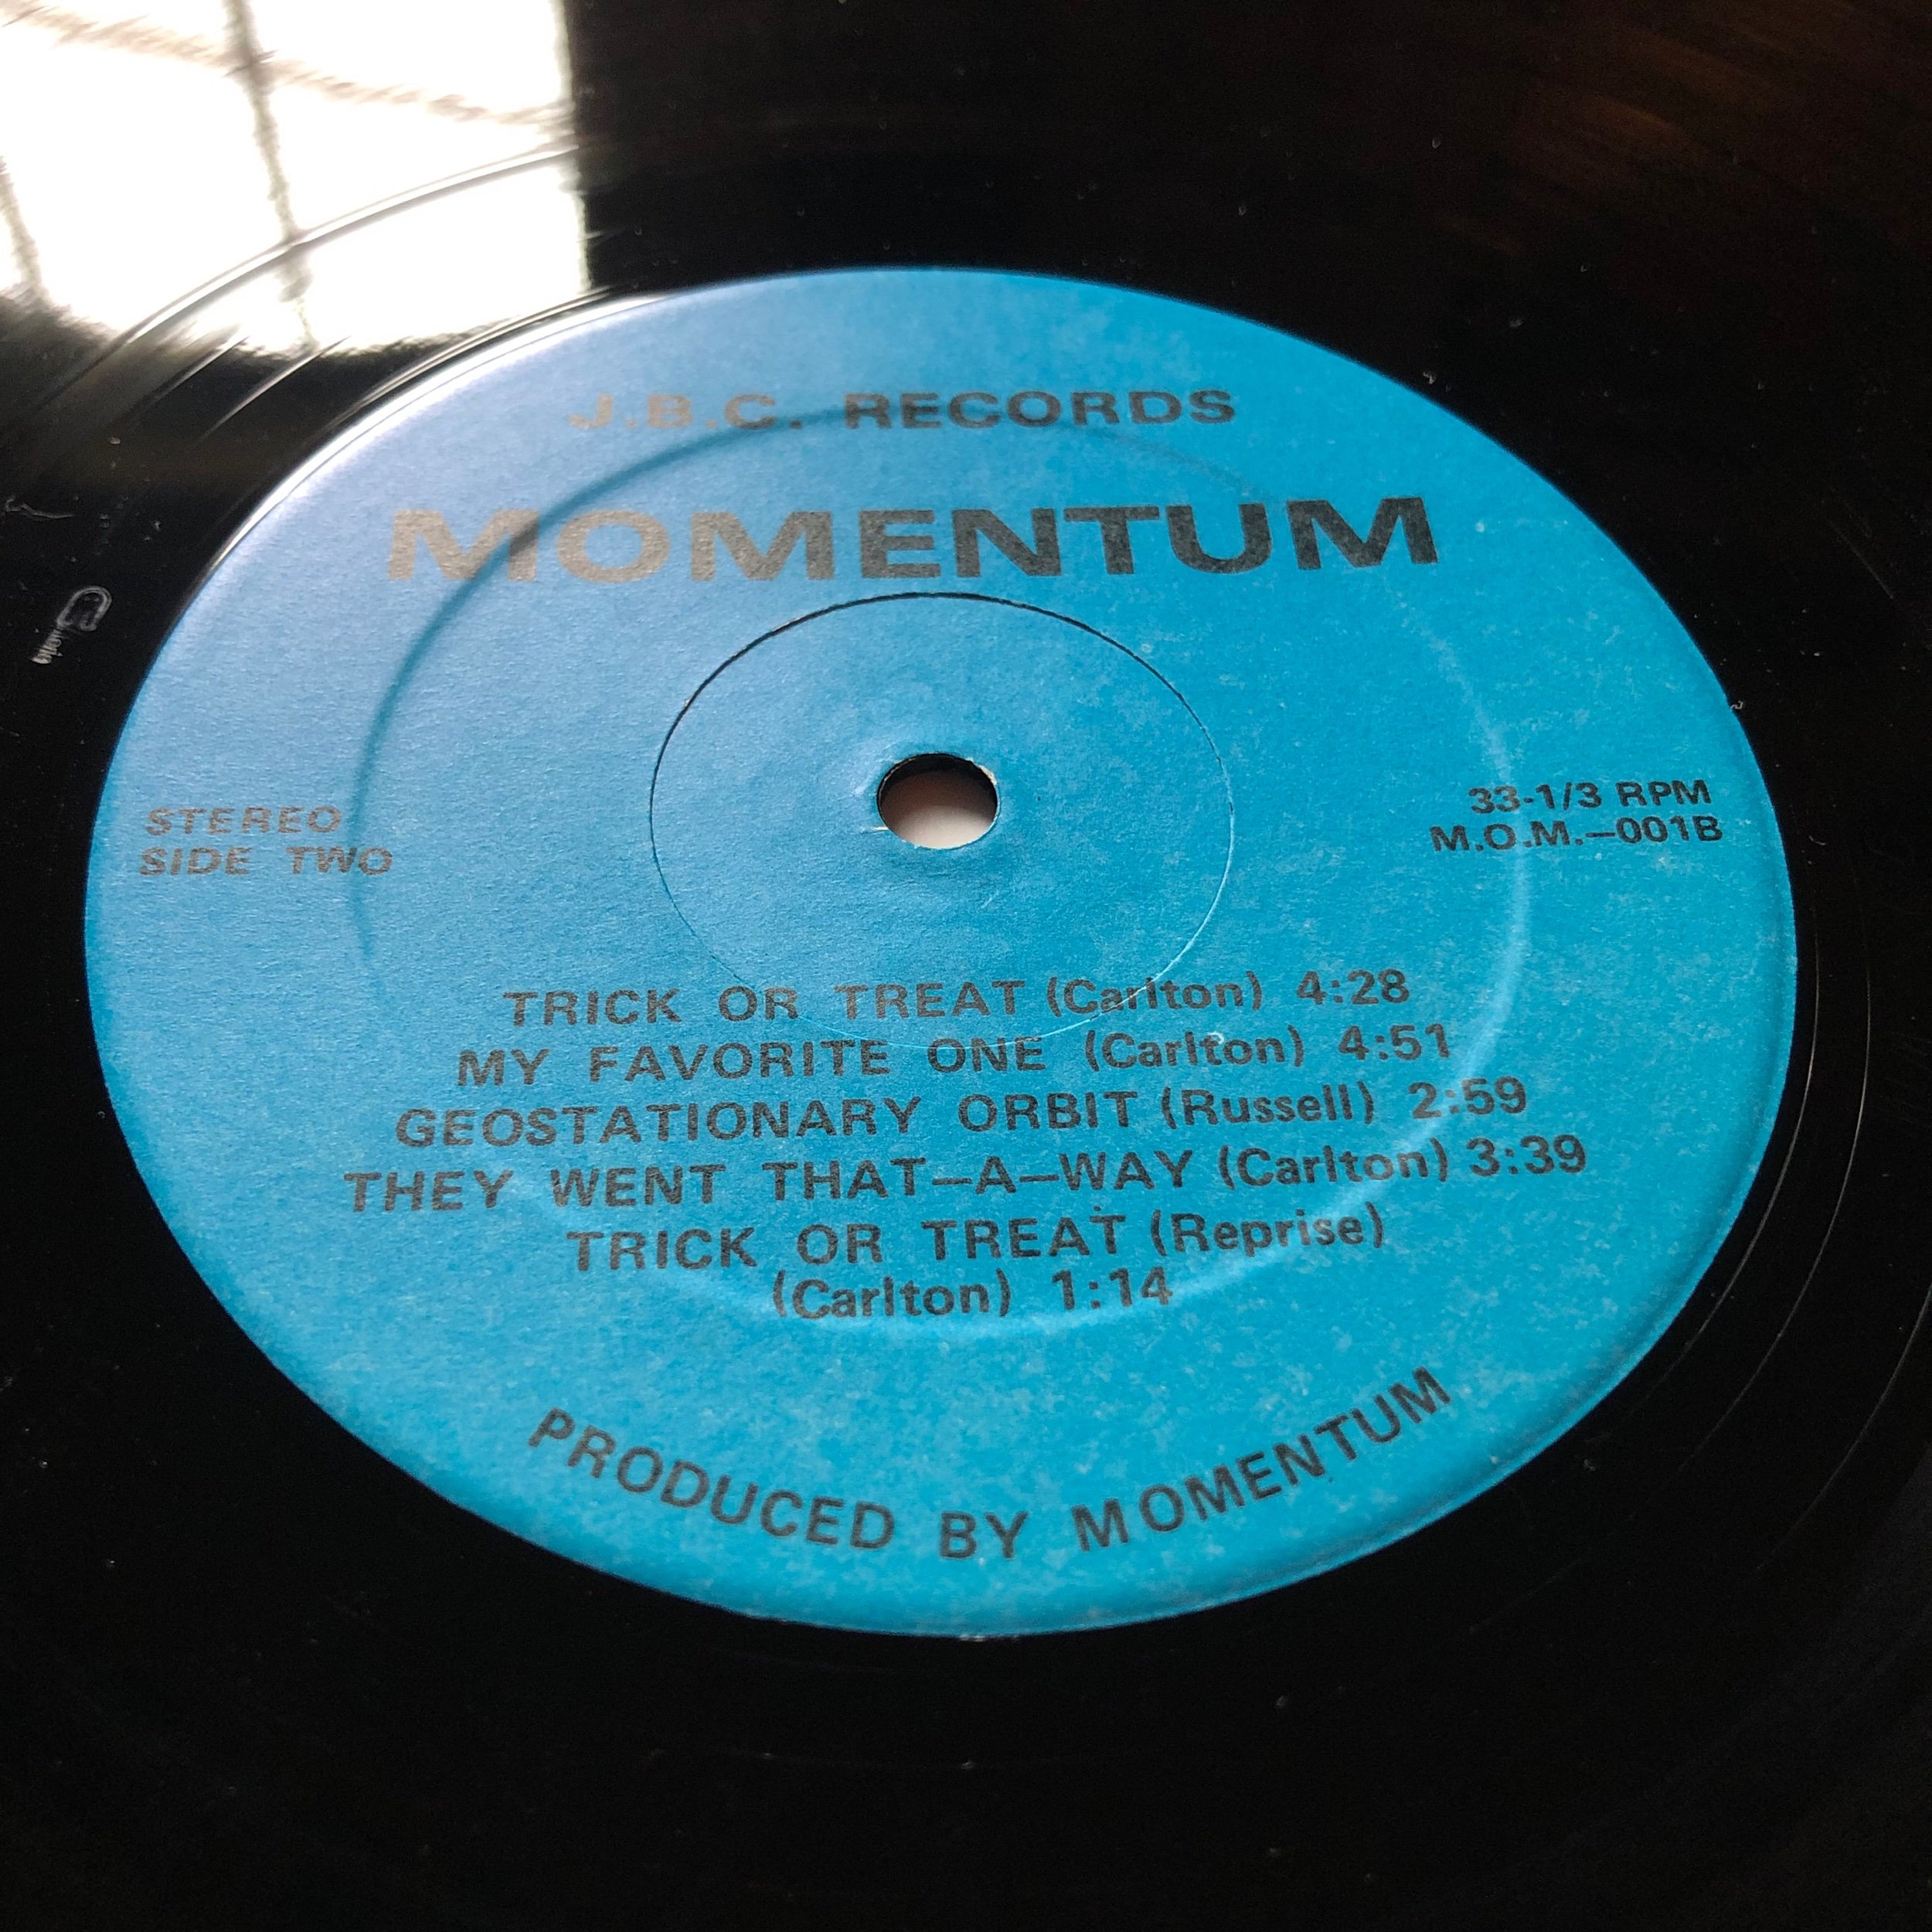 J.B.C. RECORDS
MOMENTUM
STEREO
SIDE TWO
33-1/3 RPM
M.O.M.—001B
TRICK OR TREAT (Carlton) 4:28
MY FAVORITE ONE (Carlton) 4:51
GEOSTATIONARY ORBIT (Russell) 2:59
THEY WENT THAT—A—WAY (Carlton) 3:39
TRICK OR TREAT (Reprise)
(Carlton) 1:14
PRODUCED BY MOMENTUM